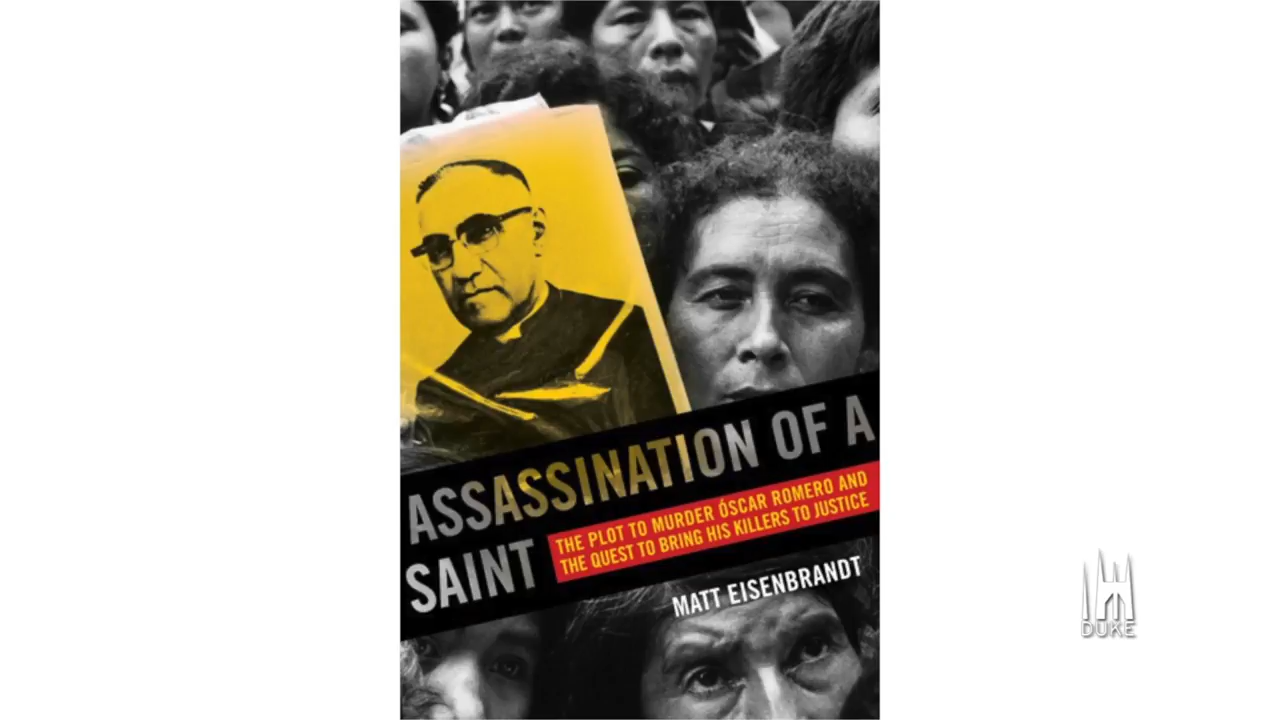 ASSASSINATION OF A
SAINT
THE PLOT TO MURDER ÓSCAR ROMERO AND
THE QUEST TO BRING HIS KILLERS TO JUSTICE
MATT EISENBRANDT
DUKE